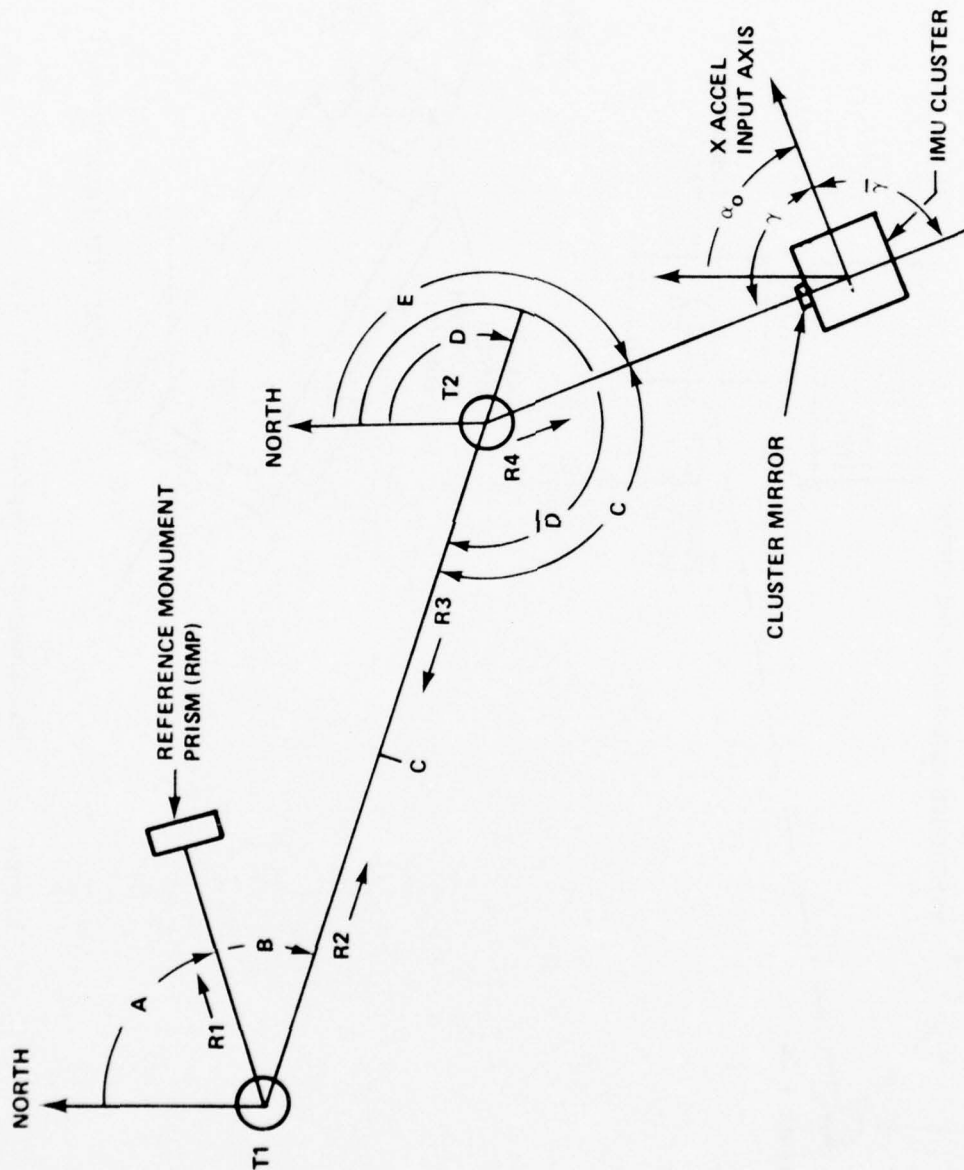 NORTH
A
R1
T1
B
R2
REFERENCE MONUMENT
PRISM (RMP)
C
R3
NORTH
T2
D
E
R4
D̅
C
X ACCEL
INPUT AXIS
α₀
γ
γ̅
CLUSTER MIRROR
IMU CLUSTER